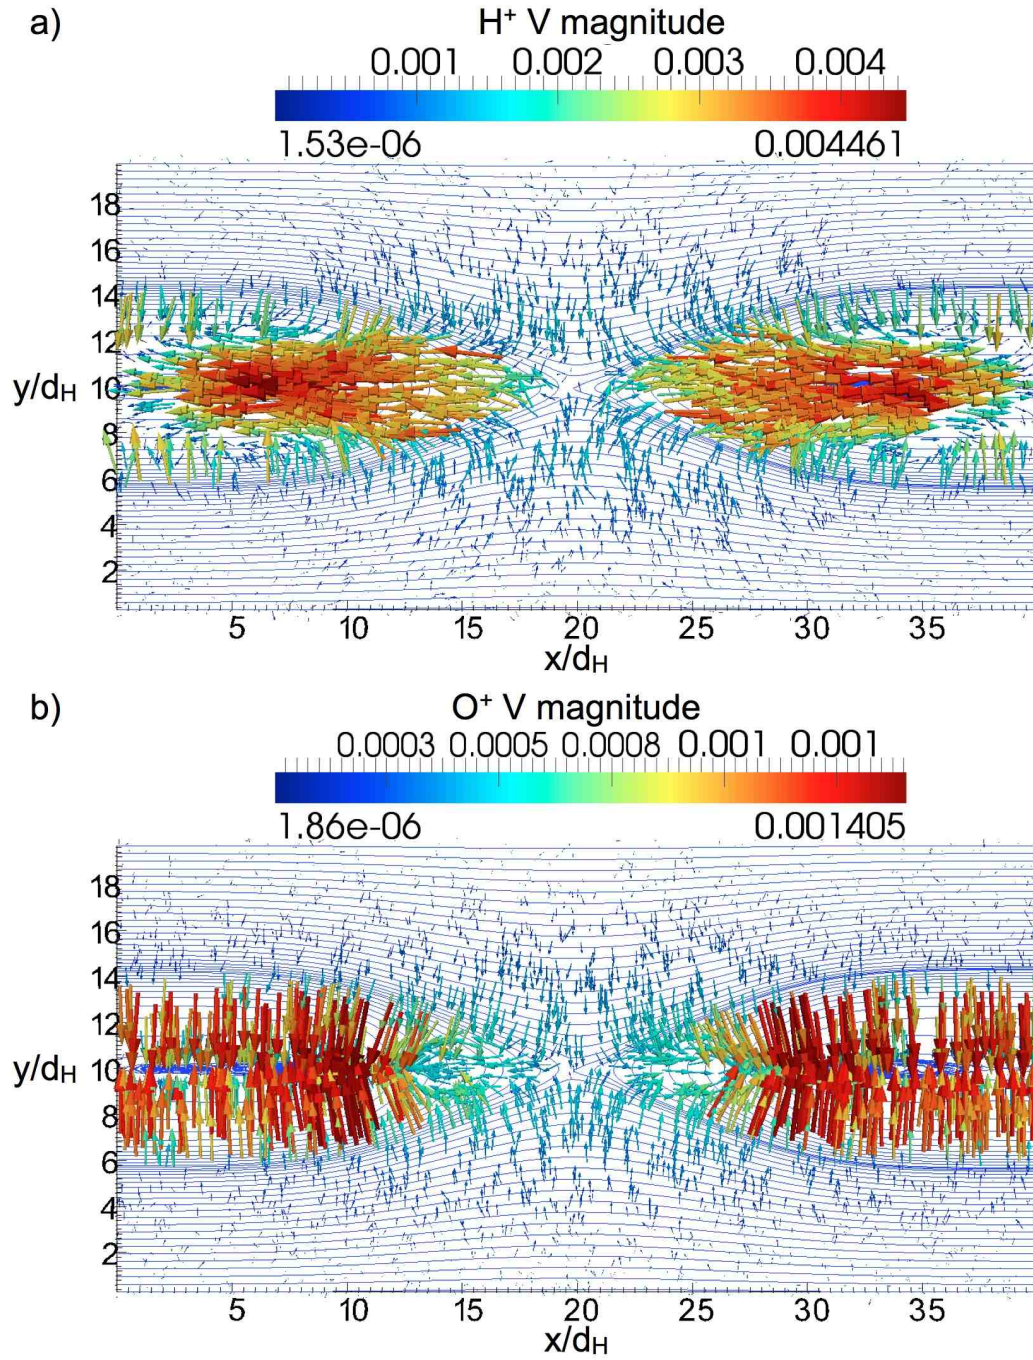 a)
H⁺ V magnitude
0.001 0.002 0.003 0.004
1.53e-06 0.004461
18
16
14
12
y/dH 10
8
6
4
2
5 10 15 20 25 30 35
x/dH
b)
O⁺ V magnitude
0.0003 0.0005 0.0008 0.001 0.001
1.86e-06 0.001405
18
16
14
12
y/dH 10
8
6
4
2
5 10 15 20 25 30 35
x/dH